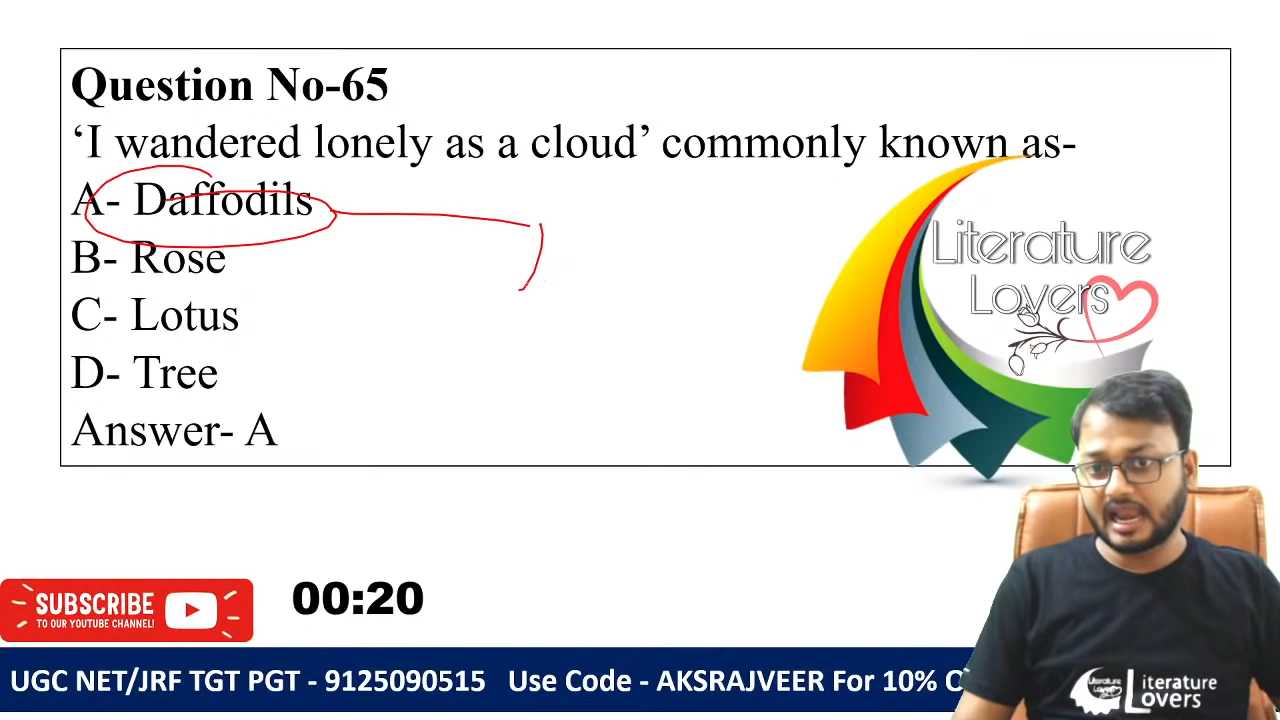 Question No-65
‘I wandered lonely as a cloud’ commonly known as-
A- Daffodils
B- Rose
C- Lotus
D- Tree
Answer- A
Literature
Lovers
SUBSCRIBE
TO OUR YOUTUBE CHANNEL!
00:20
UGC NET/JRF TGT PGT - 9125090515 Use Code - AKSRAJVEER For 10%
Literature
Lovers